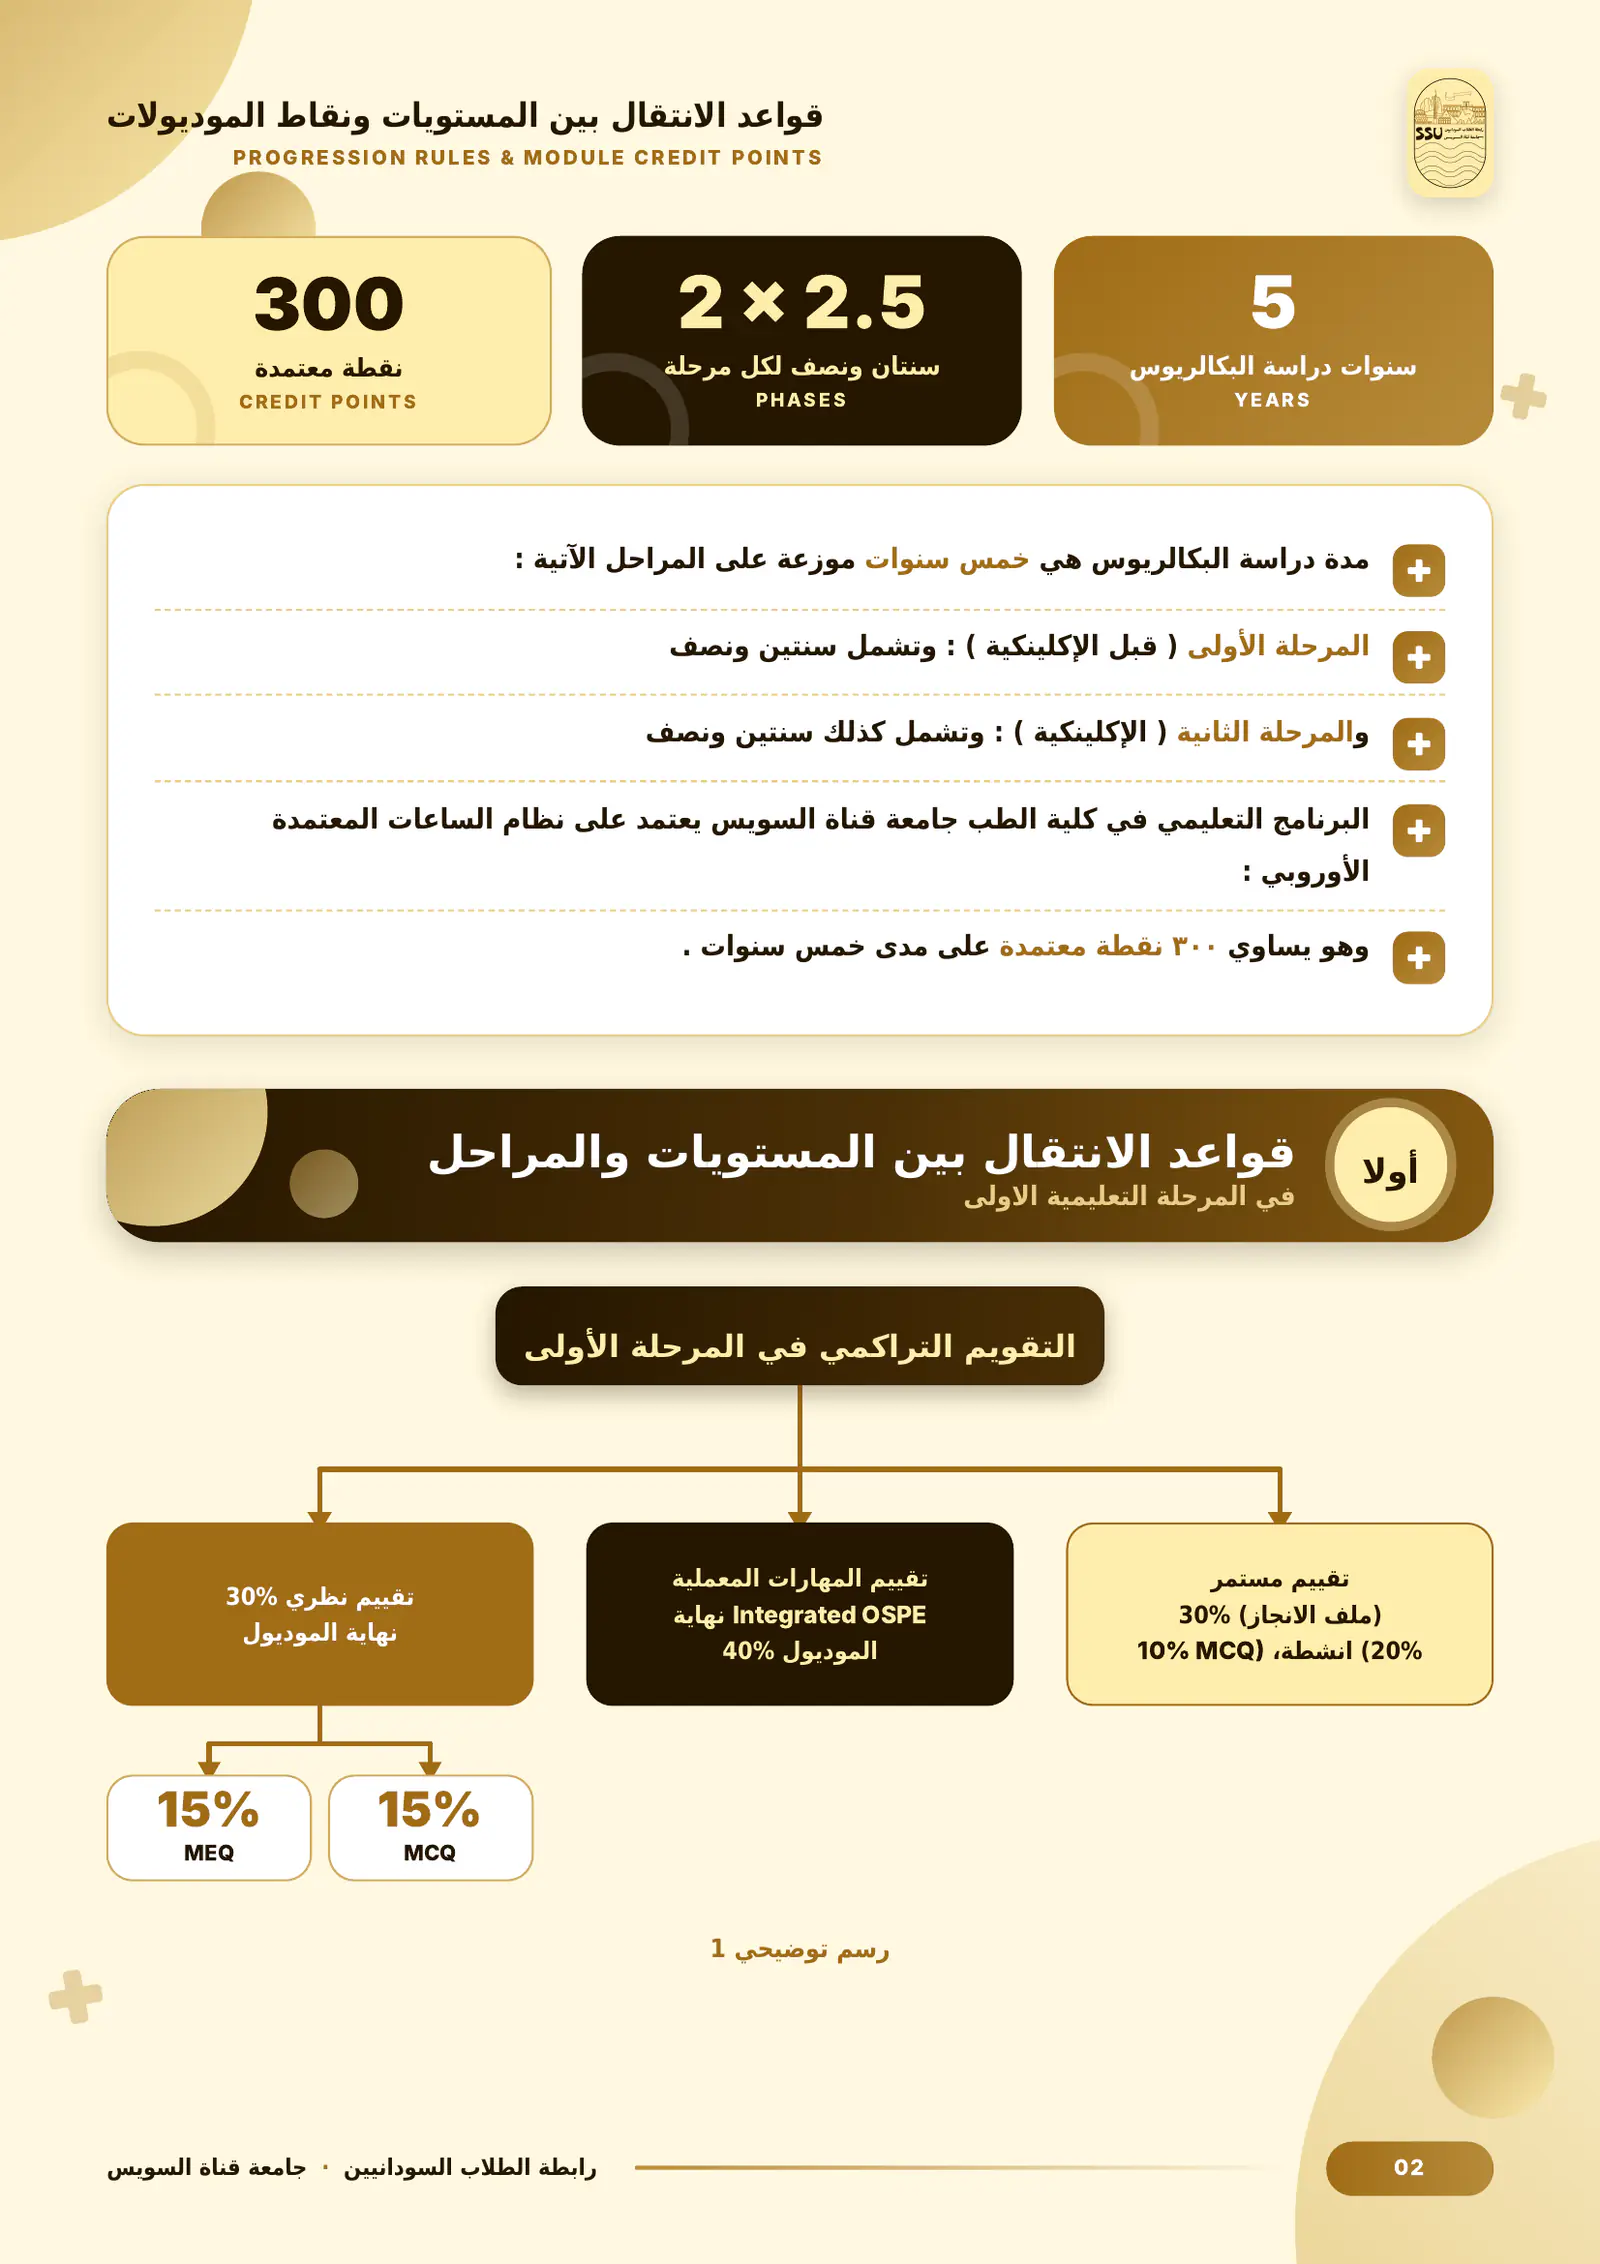 قواعد الانتقال بين المستويات ونقاط الموديولات
PROGRESSION RULES & MODULE CREDIT POINTS
SSU
5
سنوات دراسة البكالريوس
YEARS
2 × 2.5
سنتان ونصف لكل مرحلة
PHASES
300
نقطة معتمدة
CREDIT POINTS
مدة دراسة البكالريوس هي خمس سنوات موزعة على المراحل الآتية :
المرحلة الأولى ( قبل الإكلينكية ) : وتشمل سنتين ونصف
والمرحلة الثانية ( الإكلينكية ) : وتشمل كذلك سنتين ونصف
البرنامج التعليمي في كلية الطب جامعة قناة السويس يعتمد على نظام الساعات المعتمدة
الأوروبي :
وهو يساوي ٣٠٠ نقطة معتمدة على مدى خمس سنوات .
أولا
قواعد الانتقال بين المستويات والمراحل
في المرحلة التعليمية الاولى
التقويم التراكمي في المرحلة الأولى
تقييم مستمر
(ملف الانجاز) 30%
20%) انشطة، (10% MCQ
تقييم المهارات المعملية
Integrated OSPE نهاية
الموديول 40%
تقييم نظري 30%
نهاية الموديول
15%
MCQ
15%
MEQ
رسم توضيحي 1
02
رابطة الطلاب السودانيين · جامعة قناة السويس